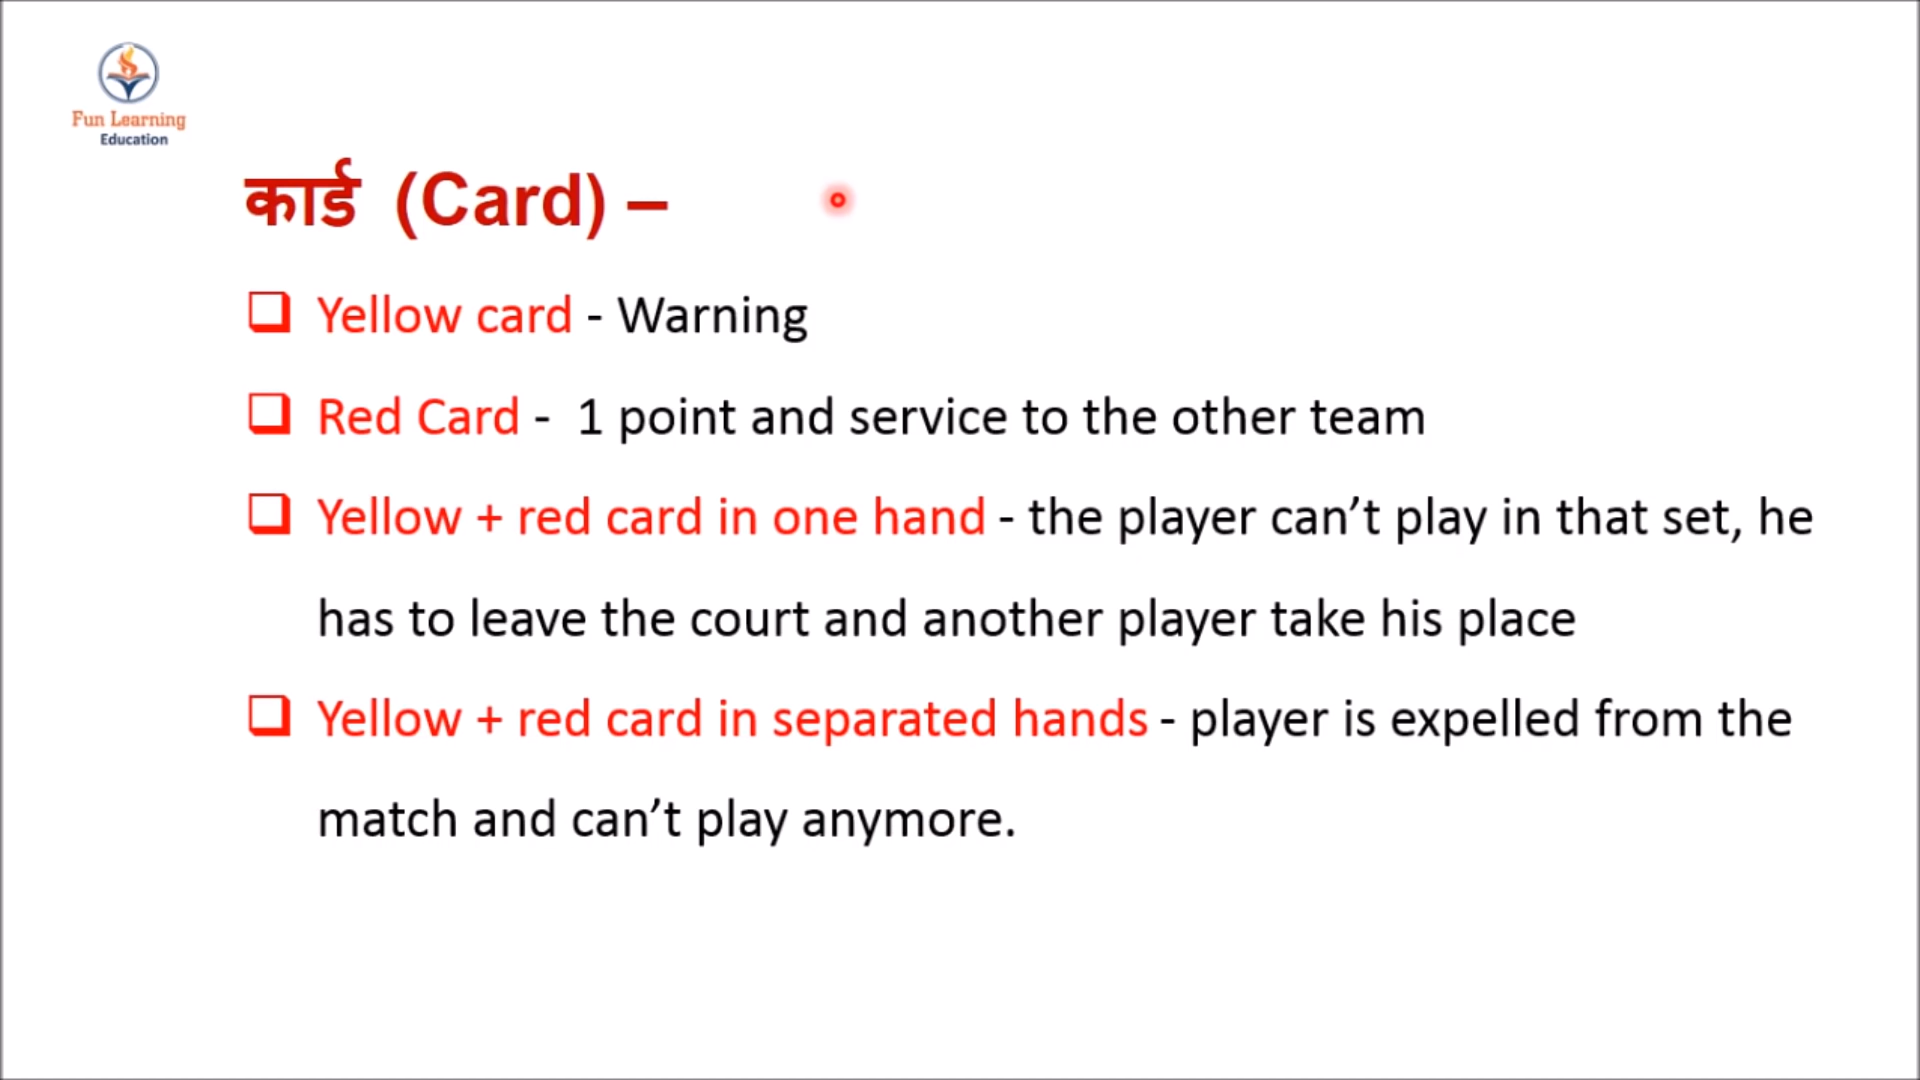 Fun Learning
Education
कार्ड (Card) –
Yellow card - Warning
Red Card - 1 point and service to the other team
Yellow + red card in one hand - the player can’t play in that set, he
has to leave the court and another player take his place
Yellow + red card in separated hands - player is expelled from the
match and can’t play anymore.